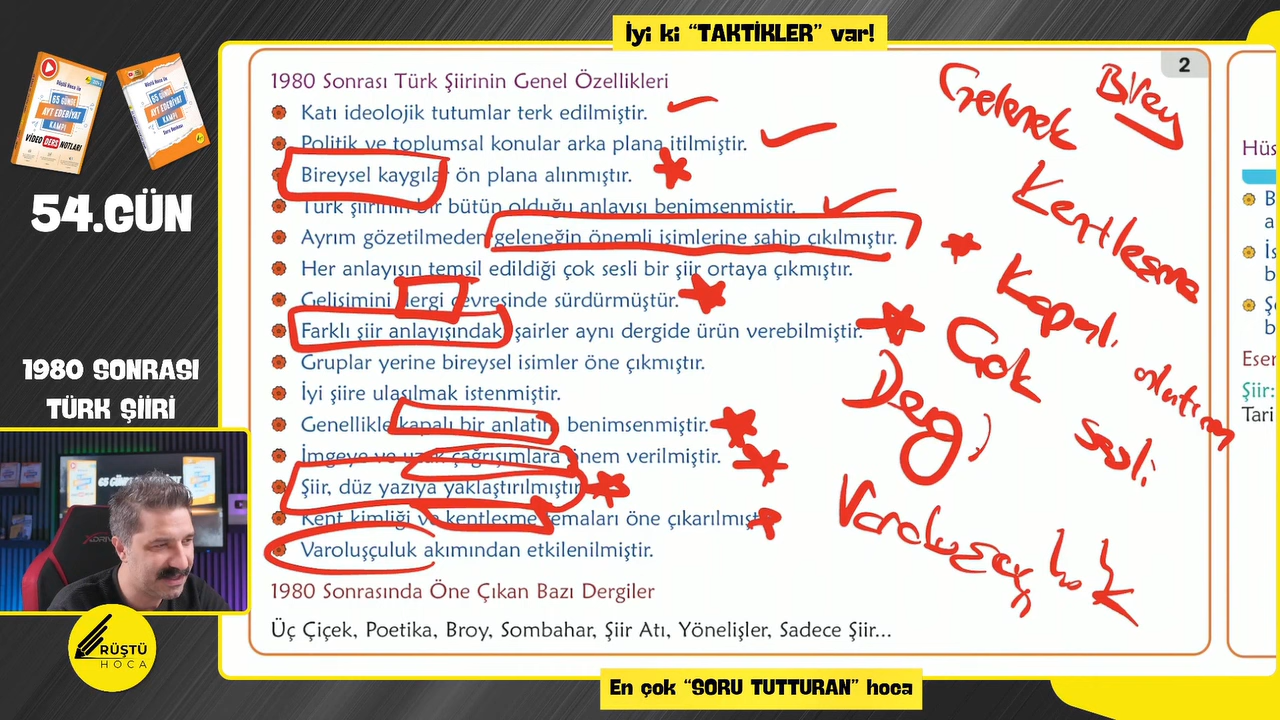 İyi ki "TAKTİKLER" var!
54.GÜN
1980 SONRASI
TÜRK ŞİİRİ
RÜŞTÜ
HOCA
2
1980 Sonrası Türk Şiirinin Genel Özellikleri
Katı ideolojik tutumlar terk edilmiştir.
Politik ve toplumsal konular arka plana itilmiştir.
Bireysel kaygılar ön plana alınmıştır.
Türk şiirinin bir bütün olduğu anlayışı benimsenmiştir.
Ayrım gözetilmeden geleneğin önemli isimlerine sahip çıkılmıştır.
Her anlayışın temsil edildiği çok sesli bir şiir ortaya çıkmıştır.
Gelişimini dergi çevresinde sürdürmüştür.
Farklı şiir anlayışındaki şairler aynı dergide ürün verebilmiştir.
Gruplar yerine bireysel isimler öne çıkmıştır.
İyi şiire ulaşılmak istenmiştir.
Genellikle kapalı bir anlatım benimsenmiştir.
İmgeye ve uzak çağrışımlara önem verilmiştir.
Şiir, düz yazıya yaklaştırılmıştır.
Kent kimliği ve kentleşme temaları öne çıkarılmıştır.
Varoluşçuluk akımından etkilenilmiştir.
1980 Sonrasında Öne Çıkan Bazı Dergiler
Üç Çiçek, Poetika, Broy, Sombahar, Şiir Atı, Yönelişler, Sadece Şiir...
Gelenek
Birey
Kentleşme
Kapalı
anlatım
Çok
sesli
Dergi
Varoluşçuluk
Hüs
B
a
İs
b
Şe
b
Eser
Şiir:
Tari
En çok "SORU TUTTURAN" hoca